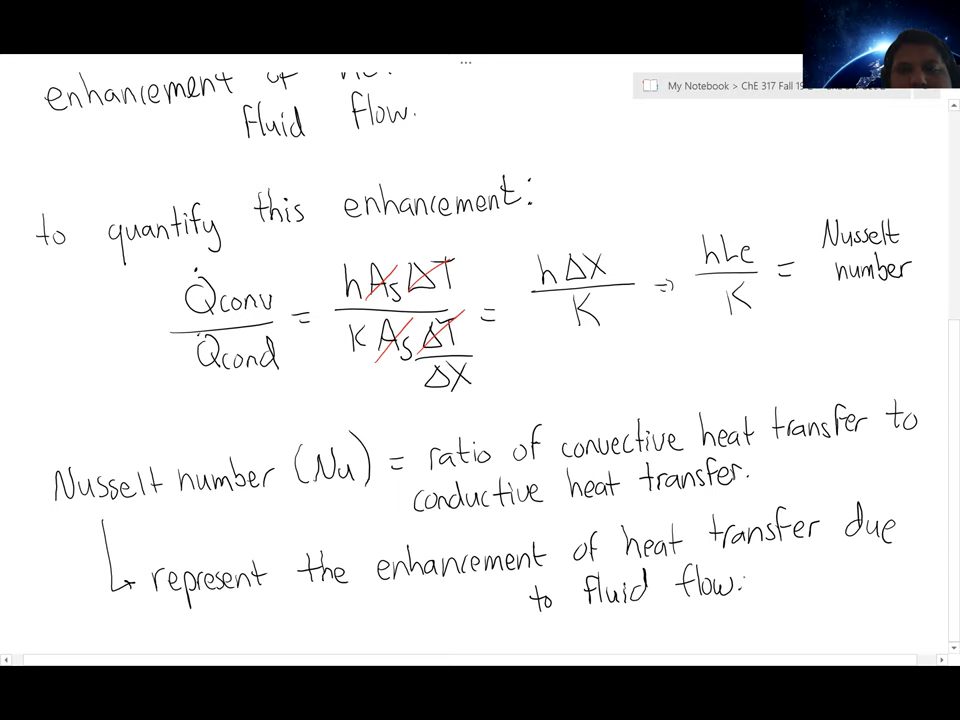 My Notebook > ChE 317 Fall 19
enhancement of
fluid flow.
to quantify this enhancement:
Q̇conv / Q̇cond = hAsΔT / KAs ΔT/ΔX = hΔX / K => hLc / K = Nusselt number
Nusselt number (Nu) = ratio of convective heat transfer to
conductive heat transfer.
represent the enhancement of heat transfer due
to fluid flow.